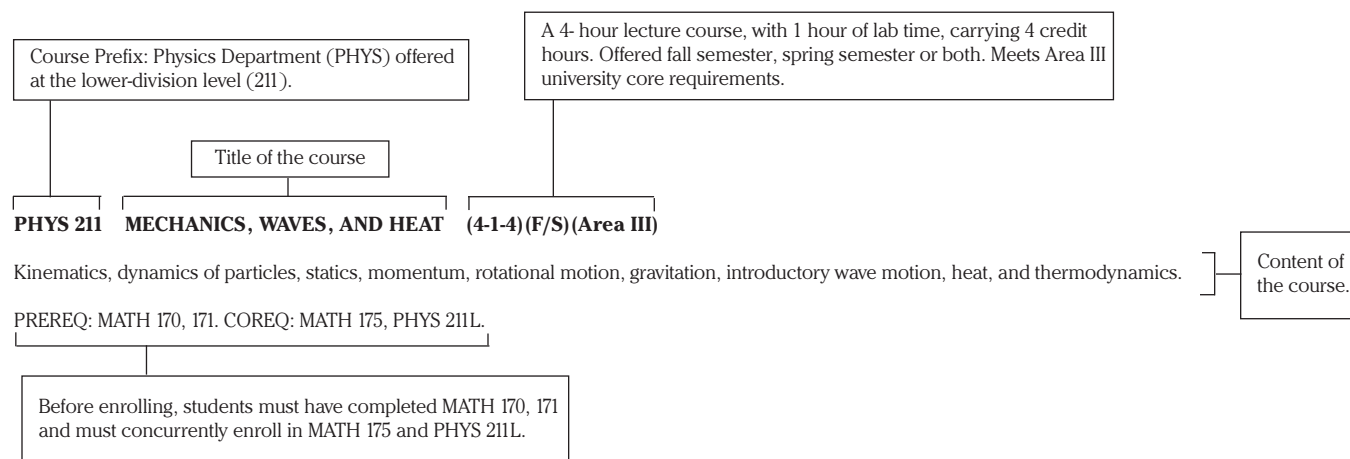 A 4- hour lecture course, with 1 hour of lab time, carrying 4 credit
hours. Offered fall semester, spring semester or both. Meets Area III
university core requirements.
Course Prefix: Physics Department (PHYS) offered
at the lower-division level (211).
Title of the course
PHYS 211 MECHANICS, WAVES, AND HEAT (4-1-4)(F/S)(Area III)
Kinematics, dynamics of particles, statics, momentum, rotational motion, gravitation, introductory wave motion, heat, and thermodynamics.
Content of
the course.
PREREQ: MATH 170, 171. COREQ: MATH 175, PHYS 211L.
Before enrolling, students must have completed MATH 170, 171
and must concurrently enroll in MATH 175 and PHYS 211L.